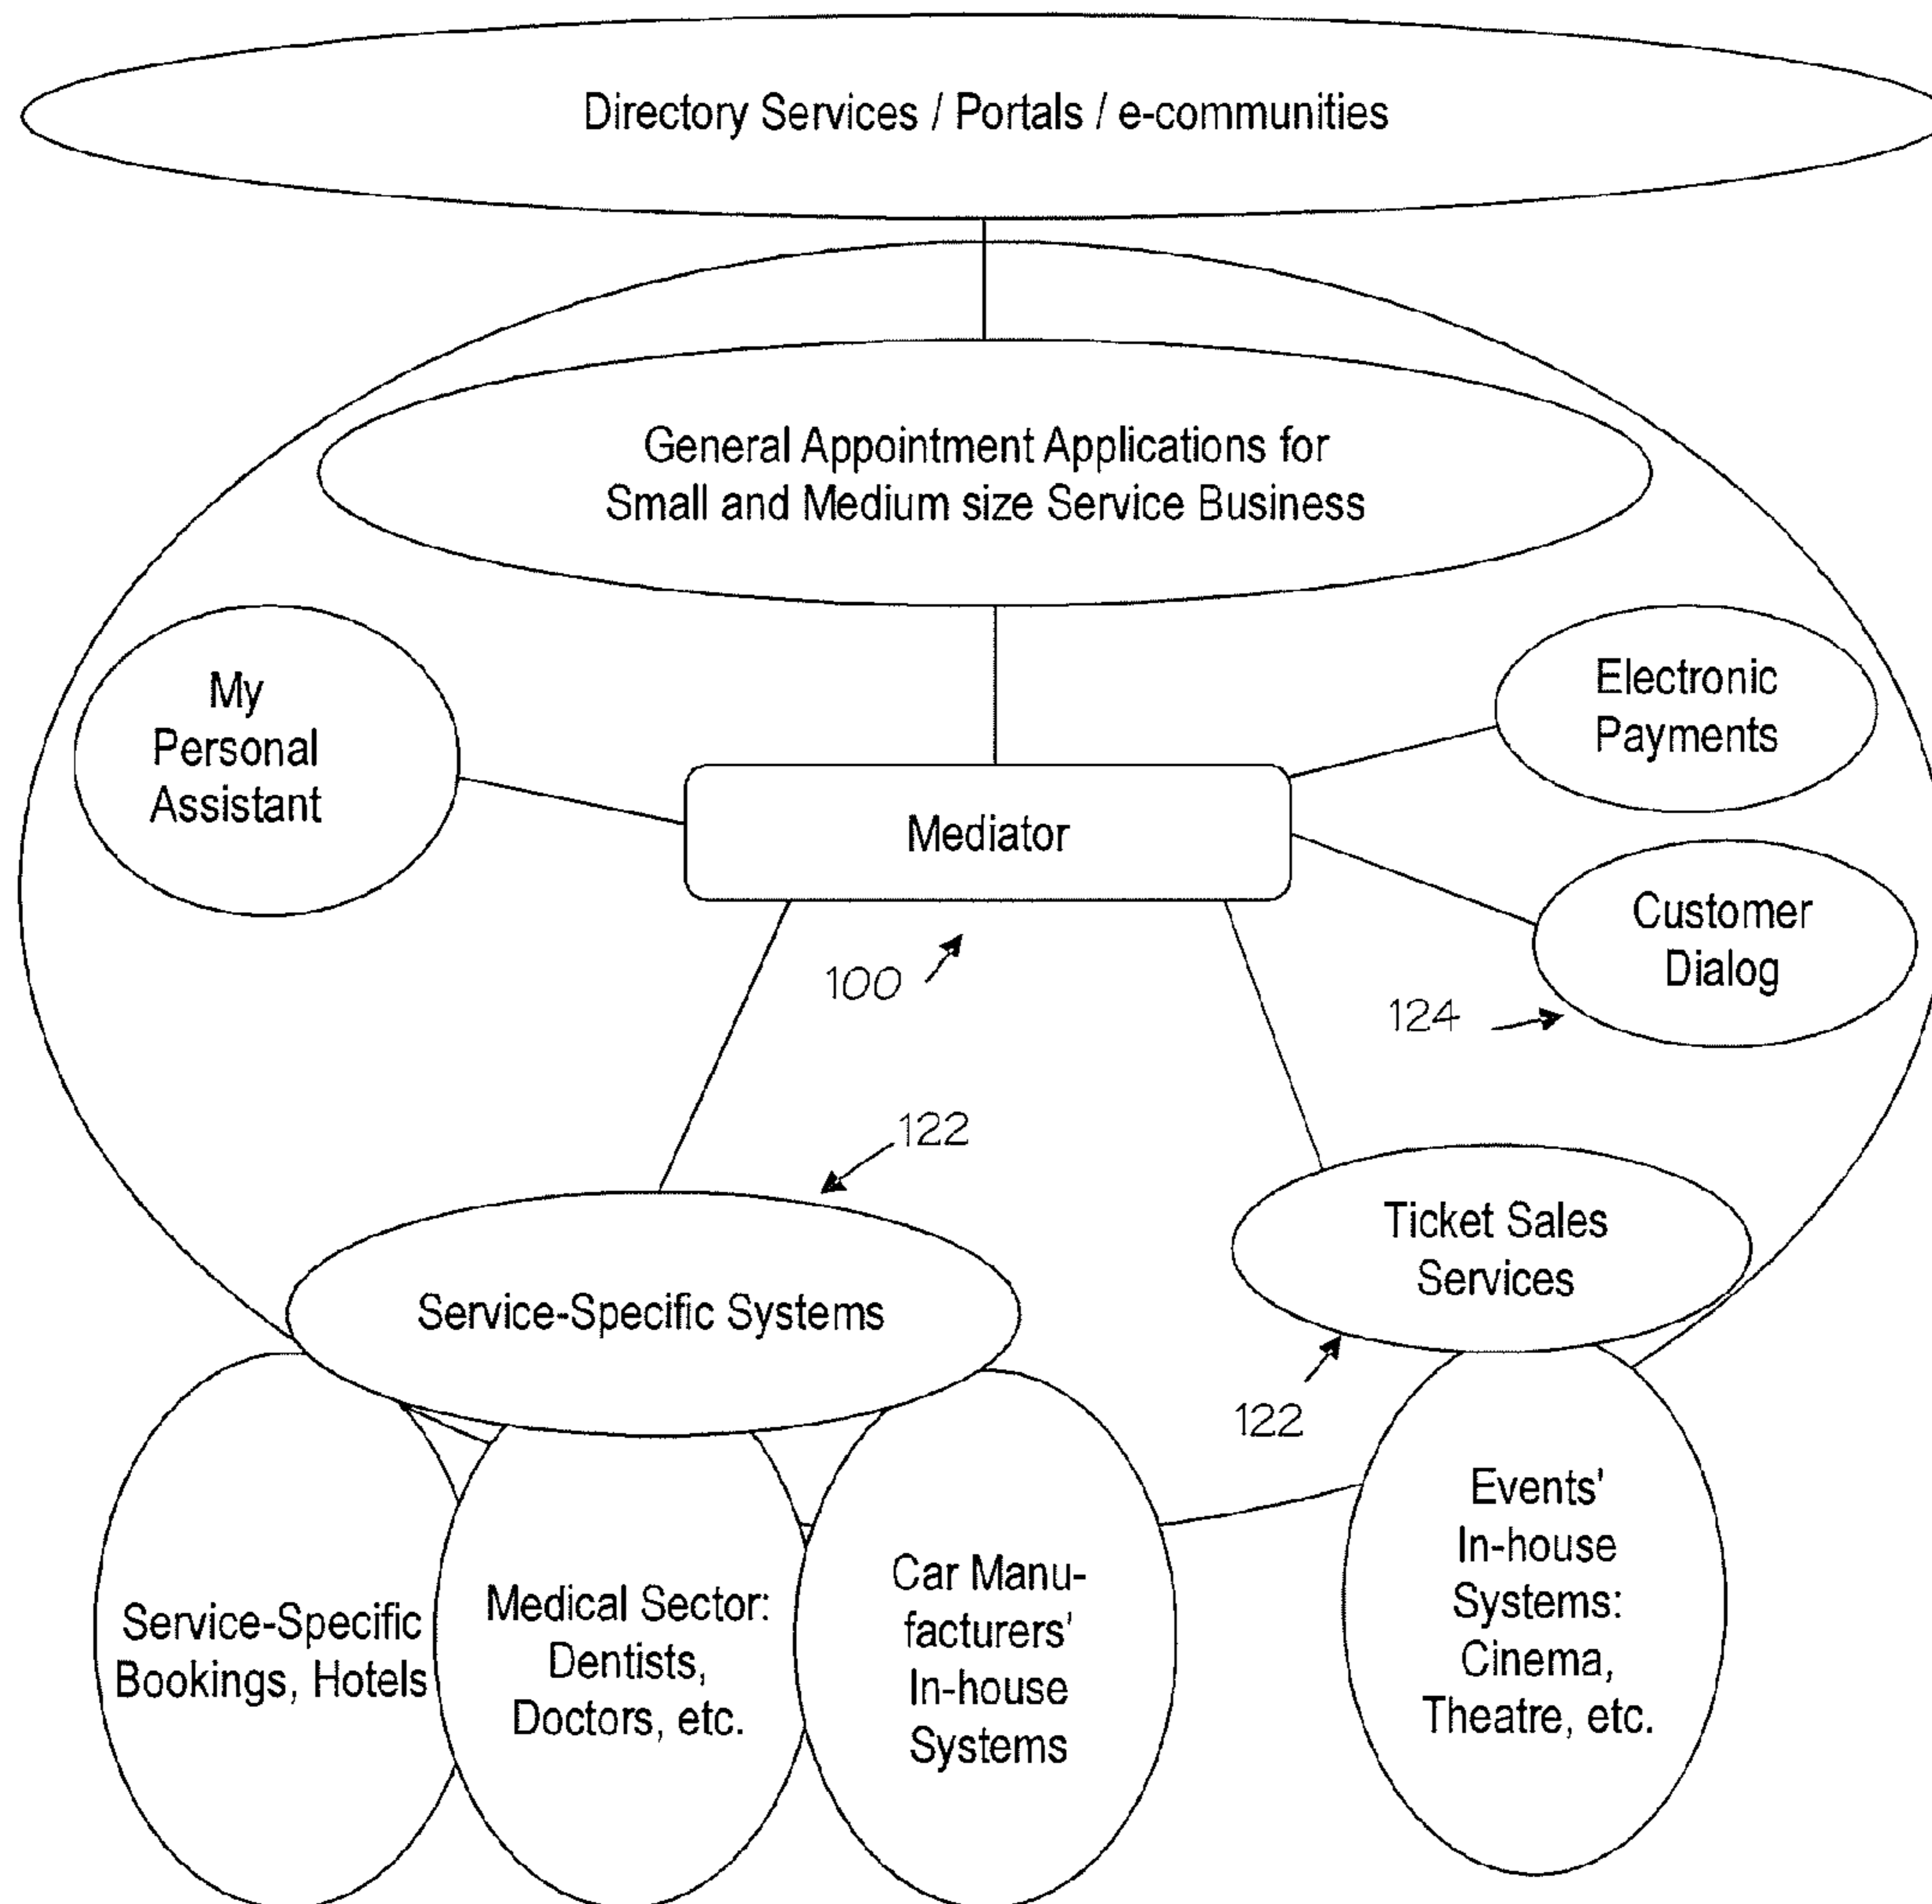 Directory Services / Portals / e-communities
General Appointment Applications for
Small and Medium size Service Business
My
Personal
Assistant
Electronic
Payments
Mediator
Customer
Dialog
100
124
122
Ticket Sales
Services
Service-Specific Systems
122
Service-Specific
Bookings, Hotels
Medical Sector:
Dentists,
Doctors, etc.
Car Manu-
facturers'
In-house
Systems
Events'
In-house
Systems:
Cinema,
Theatre, etc.